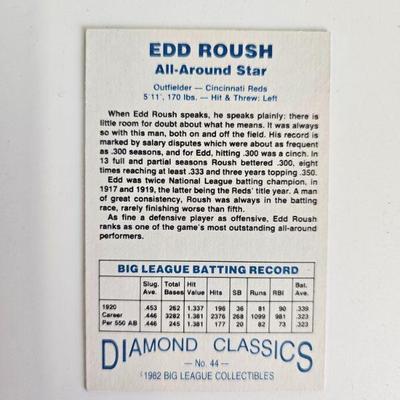 EDD ROUSH
All-Around Star
Outfielder — Cincinnati Reds
5'11', 170 lbs. — Hit & Threw: Left
When Edd Roush speaks, he speaks plainly: there is
little room for doubt about what he means. It was always
so with this man, both on and off the field. His record is
marked by salary disputes which were about as frequent
as .300 seasons, and for Edd, hitting .300 was a cinch. In
13 full and partial seasons Roush bettered .300, eight
times reaching at least .333 and three years topping .350.
Edd was twice National League batting champion, in
1917 and 1919, the latter being the Reds' title year. A man
of great consistency, Roush was always in the batting
race, rarely finishing worse than fifth.
As fine a defensive player as offensive, Edd Roush
ranks as one of the game's most outstanding all-around
performers.
BIG LEAGUE BATTING RECORD
Slug. Total Hit Bat.
Ave. Bases Value Hits SB Runs RBI Ave.
1920 .453 262 1.337 196 36 81 90 .339
Career .446 3282 1.381 2376 268 1099 981 .323
Per 550 AB .446 245 1.381 177 20 82 73 .323
DIAMOND CLASSICS
— No. 44 —
©1982 BIG LEAGUE COLLECTIBLES